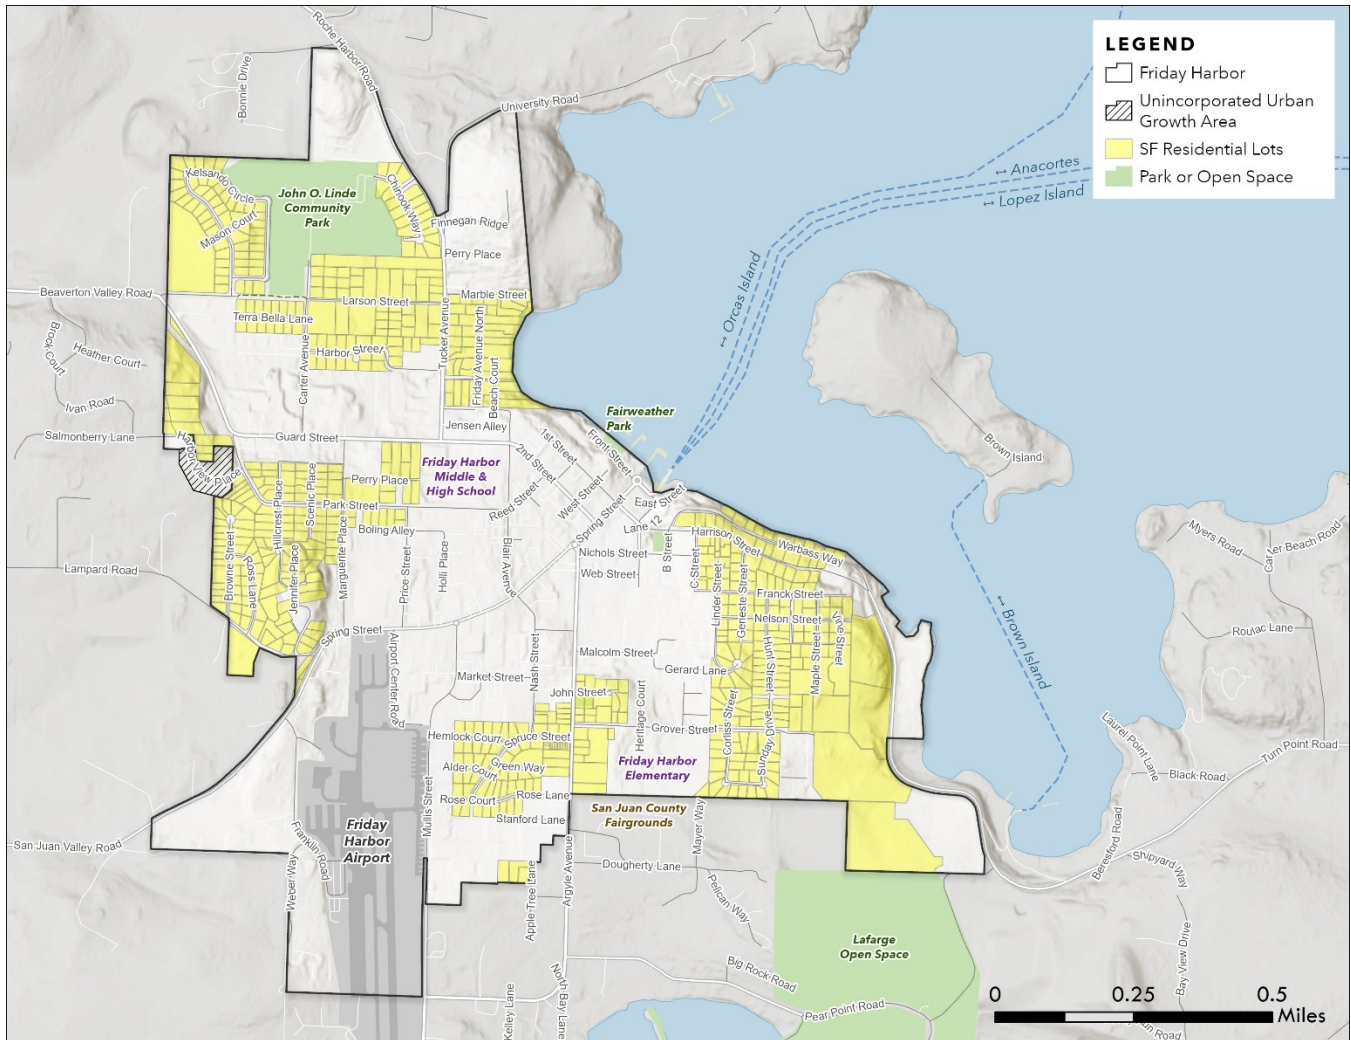 LEGEND
Friday Harbor
Unincorporated Urban
Growth Area
SF Residential Lots
Park or Open Space
Roche Harbor Road
Bonnie Drive
University Road
↔ Anacortes
↔ Lopez Island
↔ Orcas Island
Kelsando Circle
Mason Court
John O. Linde
Community
Park
Chinook Way
Finnegan Ridge
Perry Place
Beaverton Valley Road
Larson Street
Marble Street
Terra Bella Lane
Harbor Street
Carter Avenue
Tucker Avenue
Friday Avenue North
Beach Court
Brock Court
Heather Court
Ivan Road
Salmonberry Lane
Harbor View Place
Guard Street
Jensen Alley
Fairweather
Park
1st Street
2nd Street
Front Street
Brown Island
Friday Harbor
Middle &
High School
Perry Place
Park Street
Boling Alley
Reed Street
West Street
Spring Street
East Street
Lane 12
Harrison Street
Warbass Way
Hillcrest Place
Scenic Place
Marguerite Place
Browne Street
Ross Lane
Jennifer Place
Price Street
Holli Place
Blair Avenue
Nichols Street
Web Street
B Street
C Street
Linder Street
Geneste Street
Franck Street
Nelson Street
Hunt Street
Maple Street
Vine Street
Lampard Road
Spring Street
Airport Center Road
Market Street
Nash Street
Malcolm Street
Gerard Lane
John Street
Heritage Court
Grover Street
Corliss Street
Sunday Drive
Hemlock Court
Spruce Street
Alder Court
Green Way
Rose Court
Rose Lane
Stanford Lane
Mullis Street
Friday Harbor
Elementary
San Juan County
Fairgrounds
Mayer Way
Friday
Harbor
Airport
San Juan Valley Road
Franklin Road
Weber Way
Apple Tree Lane
Argyle Avenue
Dougherty Lane
Pelican Way
Big Rock Road
Pear Point Road
North Bay Lane
Kelley Lane
Lafarge
Open Space
↔ Brown Island
Myers Road
Carter Beach Road
Roulac Lane
Laurel Point Lane
Turn Point Road
Black Road
Beresford Road
Shipyard Way
Bay View Drive
0
0.25
0.5
Miles